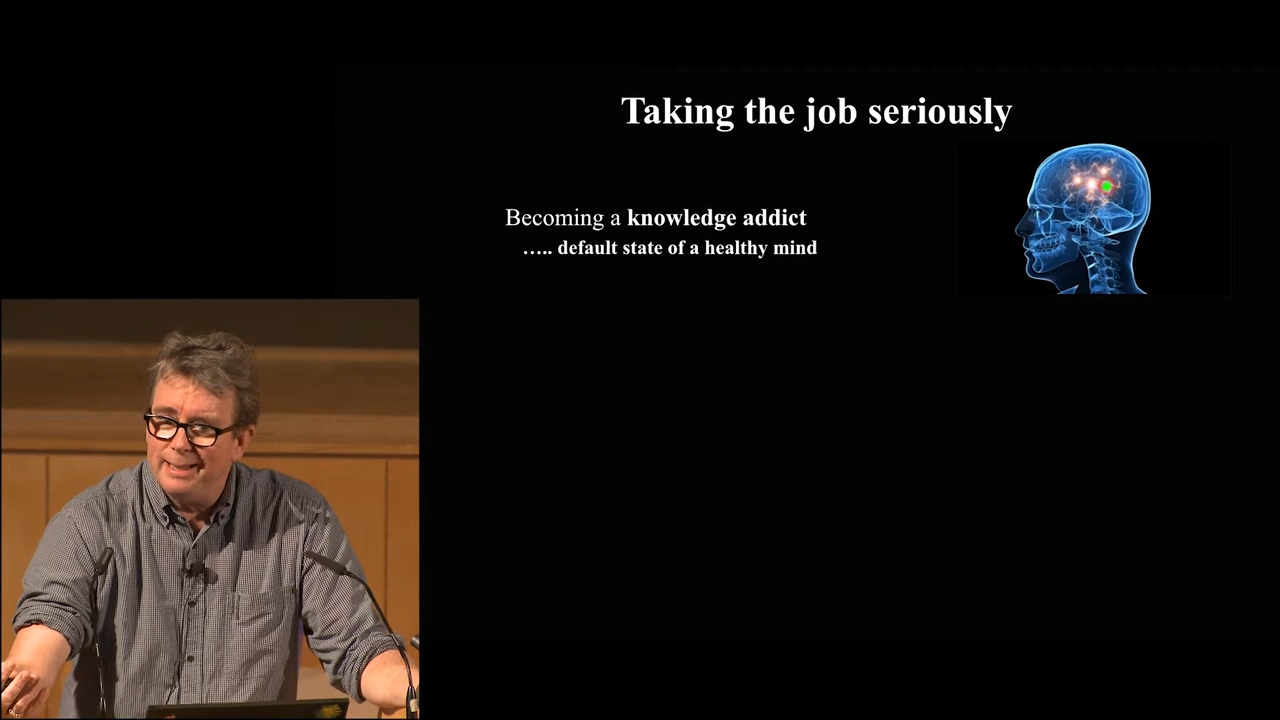 Taking the job seriously
Becoming a knowledge addict
….. default state of a healthy mind